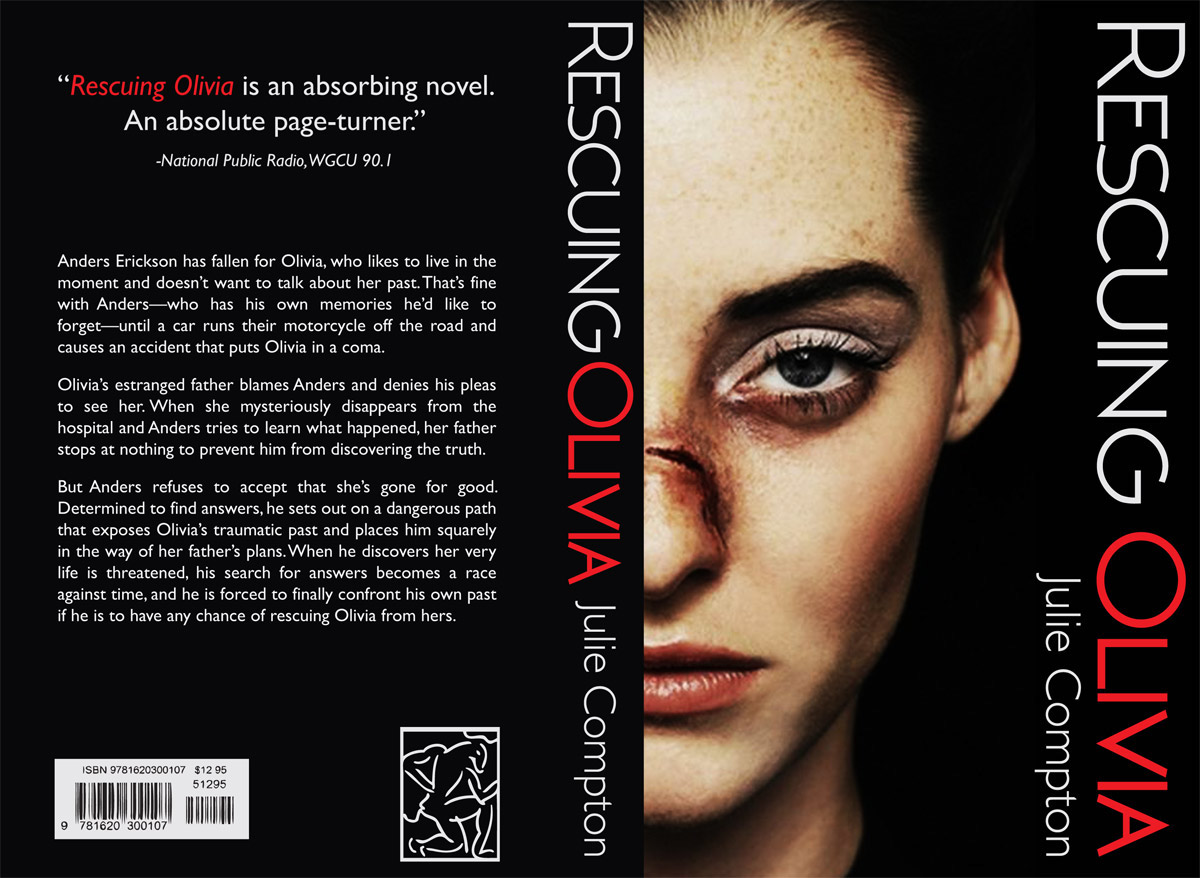 “Rescuing Olivia is an absorbing novel.
An absolute page-turner.”
-National Public Radio, WGCU 90.1
Anders Erickson has fallen for Olivia, who likes to live in the
moment and doesn’t want to talk about her past. That’s fine
with Anders—who has his own memories he’d like to
forget—until a car runs their motorcycle off the road and
causes an accident that puts Olivia in a coma.
Olivia’s estranged father blames Anders and denies his pleas
to see her. When she mysteriously disappears from the
hospital and Anders tries to learn what happened, her father
stops at nothing to prevent him from discovering the truth.
But Anders refuses to accept that she’s gone for good.
Determined to find answers, he sets out on a dangerous path
that exposes Olivia’s traumatic past and places him squarely
in the way of her father’s plans. When he discovers her very
life is threatened, his search for answers becomes a race
against time, and he is forced to finally confront his own past
if he is to have any chance of rescuing Olivia from hers.
ISBN 9781620300107 $12 95
51295
9 781620 300107
RESCUING OLIVIA Julie Compton
RESCUING OLIVIA
Julie Compton